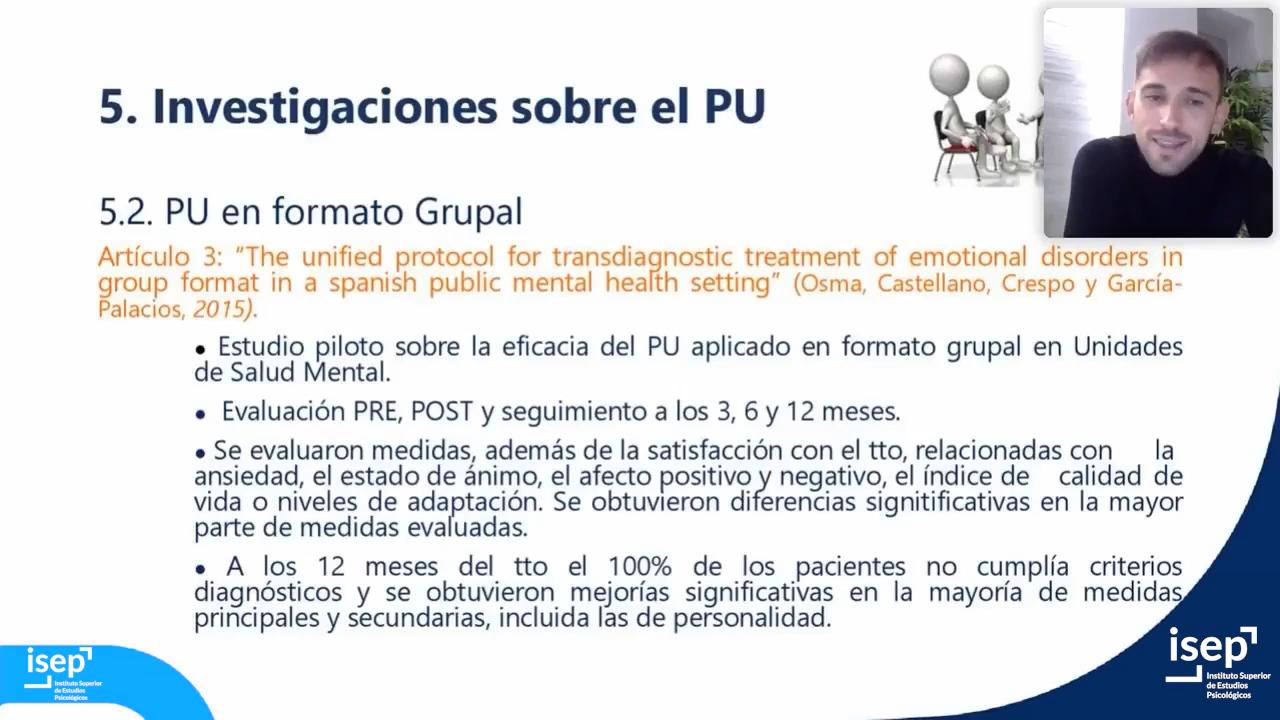 5. Investigaciones sobre el PU
5.2. PU en formato Grupal
Artículo 3: "The unified protocol for transdiagnostic treatment of emotional disorders in
group format in a spanish public mental health setting" (Osma, Castellano, Crespo y García-
Palacios, 2015).
• Estudio piloto sobre la eficacia del PU aplicado en formato grupal en Unidades
de Salud Mental.
• Evaluación PRE, POST y seguimiento a los 3, 6 y 12 meses.
• Se evaluaron medidas, además de la satisfacción con el tto, relacionadas con la
ansiedad, el estado de ánimo, el afecto positivo y negativo, el índice de calidad de
vida o niveles de adaptación. Se obtuvieron diferencias signitificativas en la mayor
parte de medidas evaluadas.
• A los 12 meses del tto el 100% de los pacientes no cumplía criterios
diagnósticos y se obtuvieron mejorías significativas en la mayoría de medidas
principales y secundarias, incluida las de personalidad.
isep
Instituto Superior
de Estudios
Psicológicos
isep
Instituto Superior
de Estudios
Psicológicos